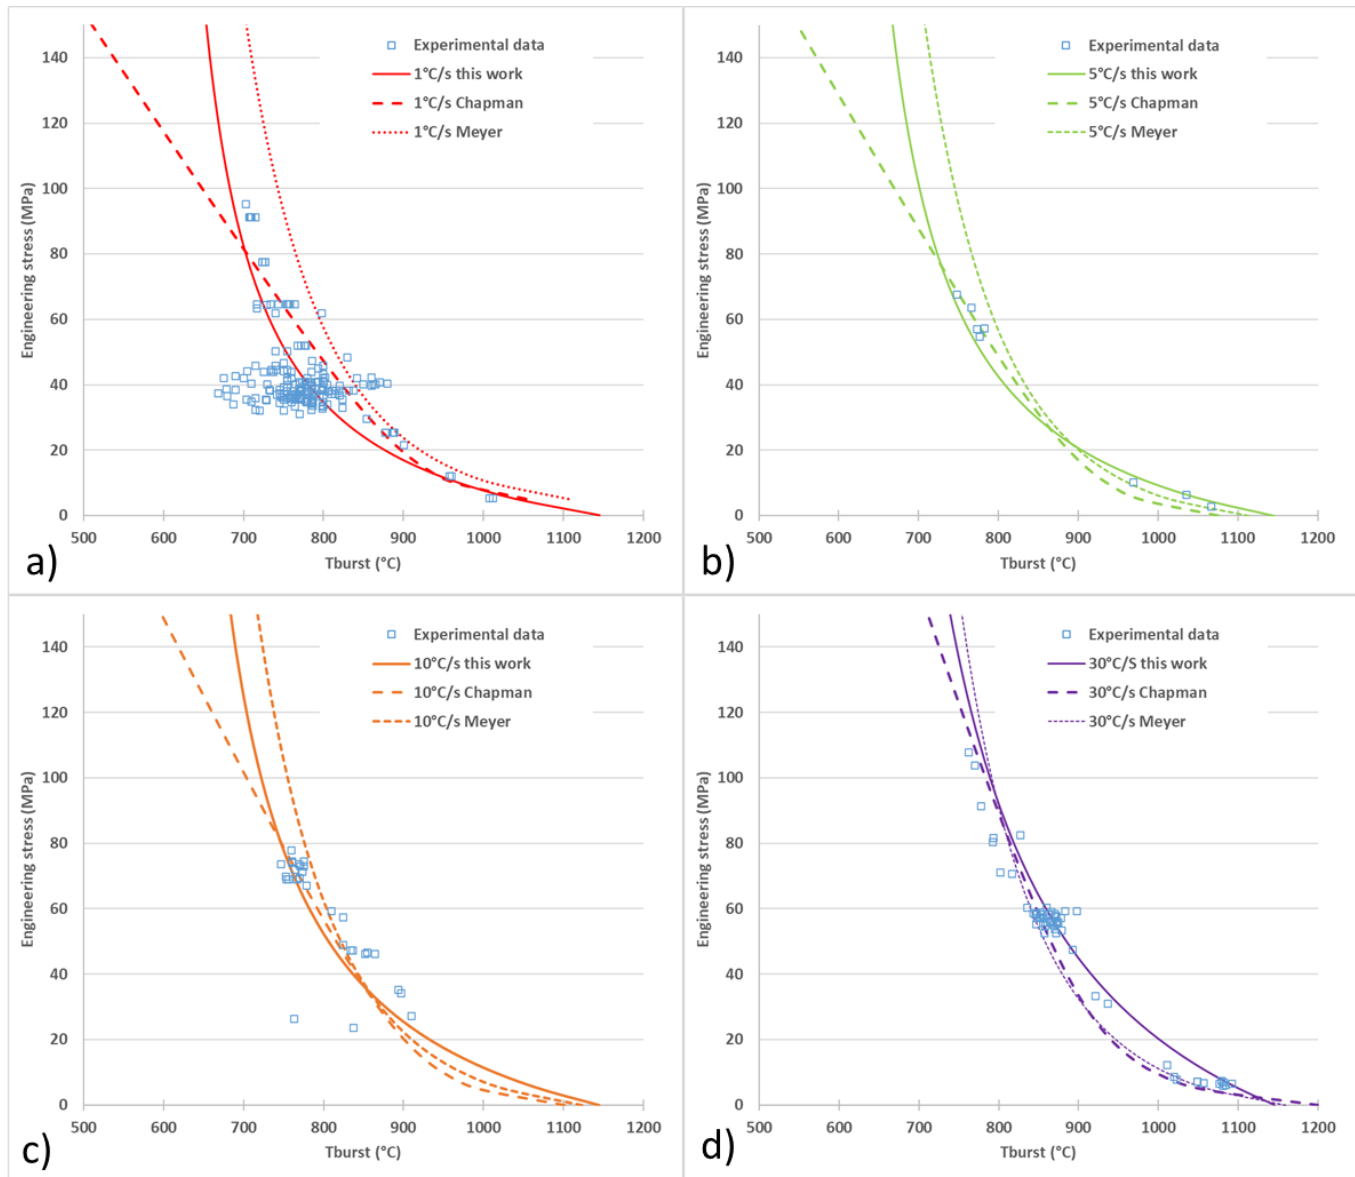 140
120
100
80
60
40
20
0
Engineering stress (MPa)
500 600 700 800 900 1000 1100 1200
Tburst (°C)
Experimental data
1°C/s this work
1°C/s Chapman
1°C/s Meyer
a)
140
120
100
80
60
40
20
0
Engineering stress (MPa)
500 600 700 800 900 1000 1100 1200
Tburst (°C)
Experimental data
5°C/s this work
5°C/s Chapman
5°C/s Meyer
b)
140
120
100
80
60
40
20
0
Engineering stress (MPa)
500 600 700 800 900 1000 1100 1200
Tburst (°C)
Experimental data
10°C/s this work
10°C/s Chapman
10°C/s Meyer
c)
140
120
100
80
60
40
20
0
Engineering stress (MPa)
500 600 700 800 900 1000 1100 1200
Tburst (°C)
Experimental data
30°C/S this work
30°C/s Chapman
30°C/s Meyer
d)